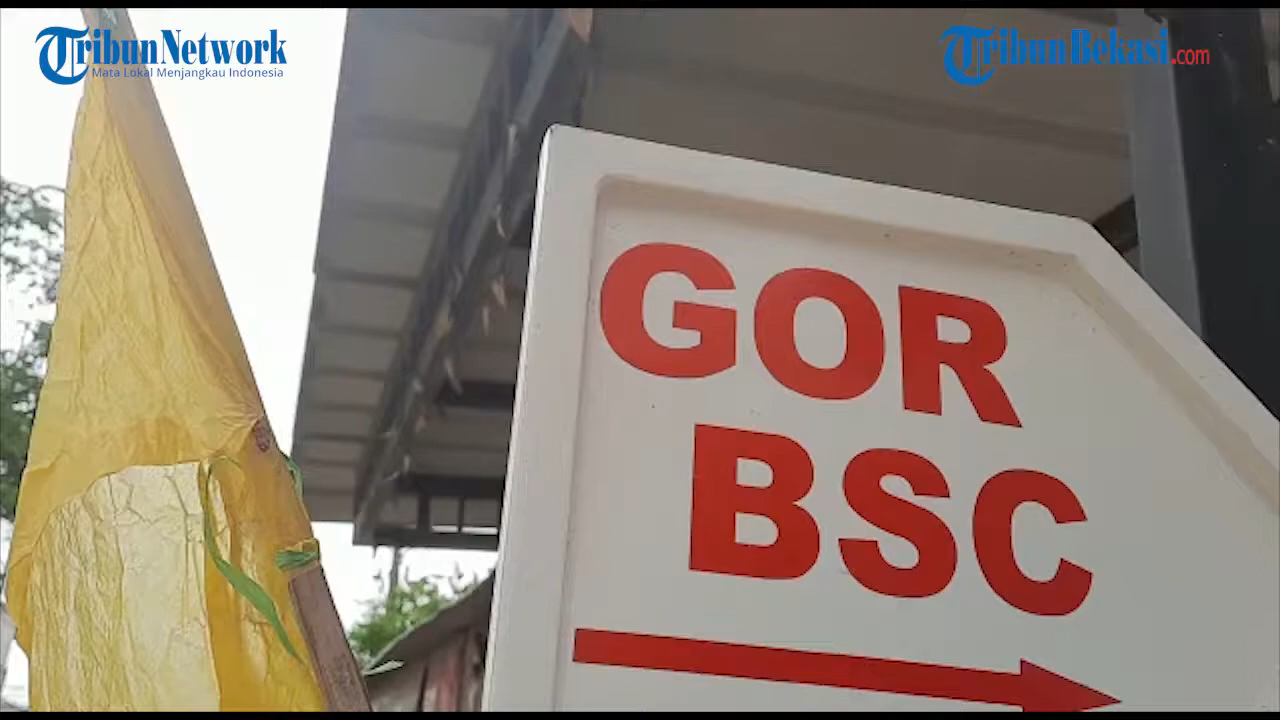 TribunNetwork
Mata Lokal Menjangkau Indonesia
TribunBekasi.com
GOR
BSC